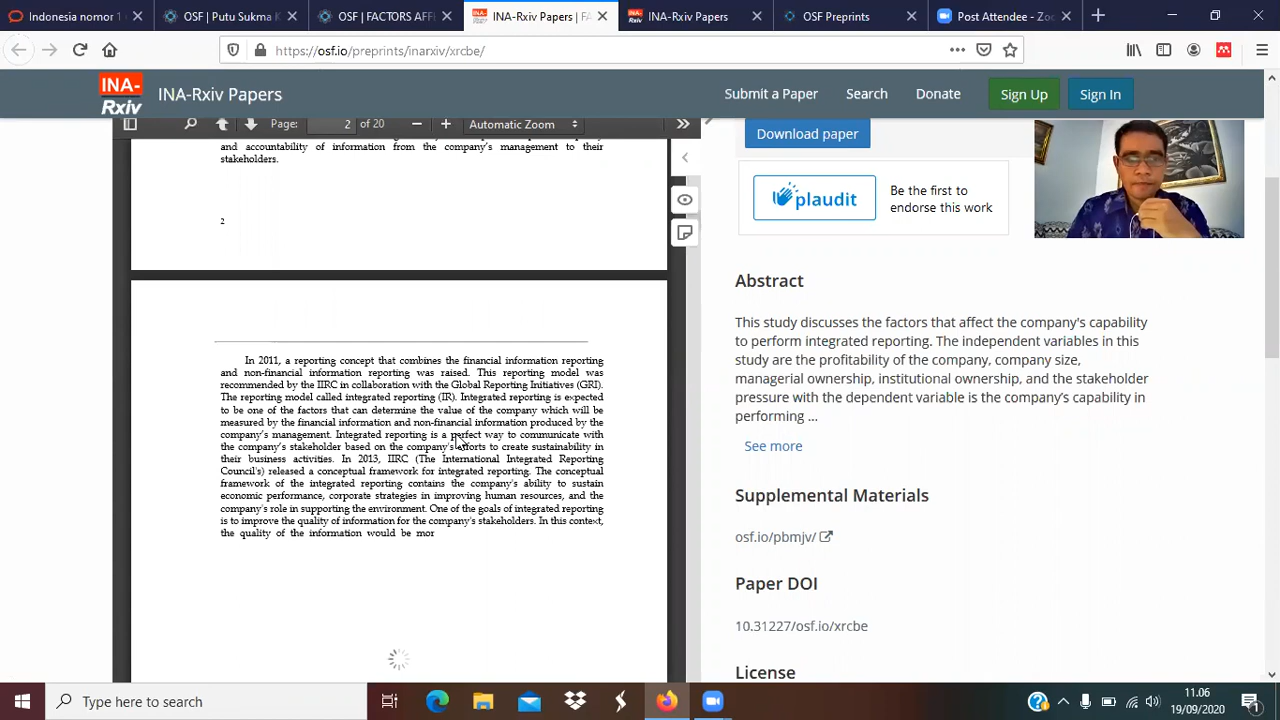 Indonesia nomor 1
OSF | Putu Sukma K
OSF | FACTORS AFF
INA-Rxiv Papers | FA
INA-Rxiv Papers
OSF Preprints
Post Attendee - Zoo
https://osf.io/preprints/inarxiv/xrcbe/
INA-
Rxiv
INA-Rxiv Papers
Submit a Paper
Search
Donate
Sign Up
Sign In
Page: 2 of 20
Automatic Zoom
and accountability of information from the company's management to their
stakeholders.
2
In 2011, a reporting concept that combines the financial information reporting
and non-financial information reporting was raised. This reporting model was
recommended by the IIRC in collaboration with the Global Reporting Initiatives (GRI).
The reporting model called integrated reporting (IR). Integrated reporting is expected
to be one of the factors that can determine the value of the company which will be
measured by the financial information and non-financial information produced by the
company's management. Integrated reporting is a perfect way to communicate with
the company's stakeholder based on the company's efforts to create sustainability in
their business activities. In 2013, IIRC (The International Integrated Reporting
Council's) released a conceptual framework for integrated reporting. The conceptual
framework of the integrated reporting contains the company's ability to sustain
economic performance, corporate strategies in improving human resources, and the
company's role in supporting the environment. One of the goals of integrated reporting
is to improve the quality of information for the company's stakeholders. In this context,
the quality of the information would be mor
Download paper
plaudit
Be the first to
endorse this work
Abstract
This study discusses the factors that affect the company's capability
to perform integrated reporting. The independent variables in this
study are the profitability of the company, company size,
managerial ownership, institutional ownership, and the stakeholder
pressure with the dependent variable is the company's capability in
performing ...
See more
Supplemental Materials
osf.io/pbmjv/
Paper DOI
10.31227/osf.io/xrcbe
License
Type here to search
11.06
19/09/2020